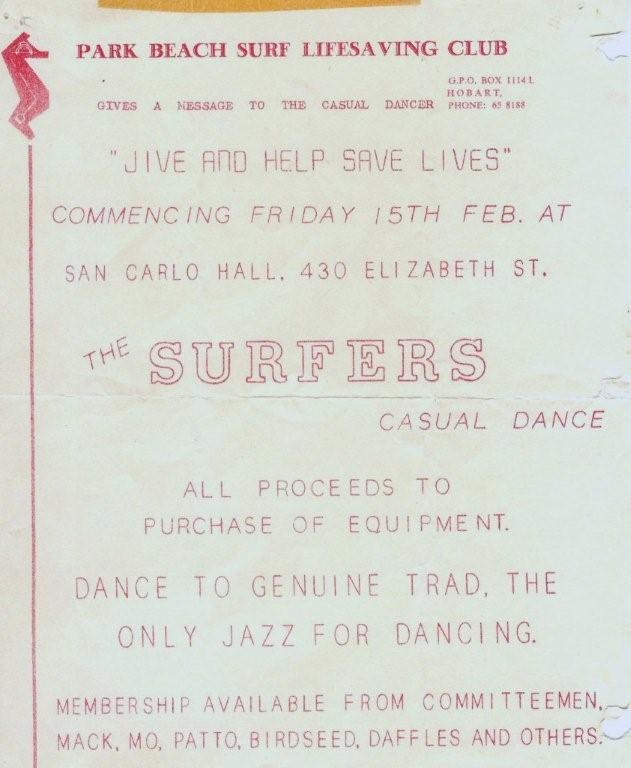 PARK BEACH SURF LIFESAVING CLUB
G.P.O. BOX 1114L
HOBART,
GIVES A MESSAGE TO THE CASUAL DANCER PHONE: 65 8188
"JIVE AND HELP SAVE LIVES"
COMMENCING FRIDAY 15TH FEB. AT
SAN CARLO HALL, 430 ELIZABETH ST.
THE SURFERS
CASUAL DANCE
ALL PROCEEDS TO
PURCHASE OF EQUIPMENT.
DANCE TO GENUINE TRAD, THE
ONLY JAZZ FOR DANCING.
MEMBERSHIP AVAILABLE FROM COMMITTEEMEN,
MACK, MO, PATTO, BIRDSEED, DAFFLES AND OTHERS.